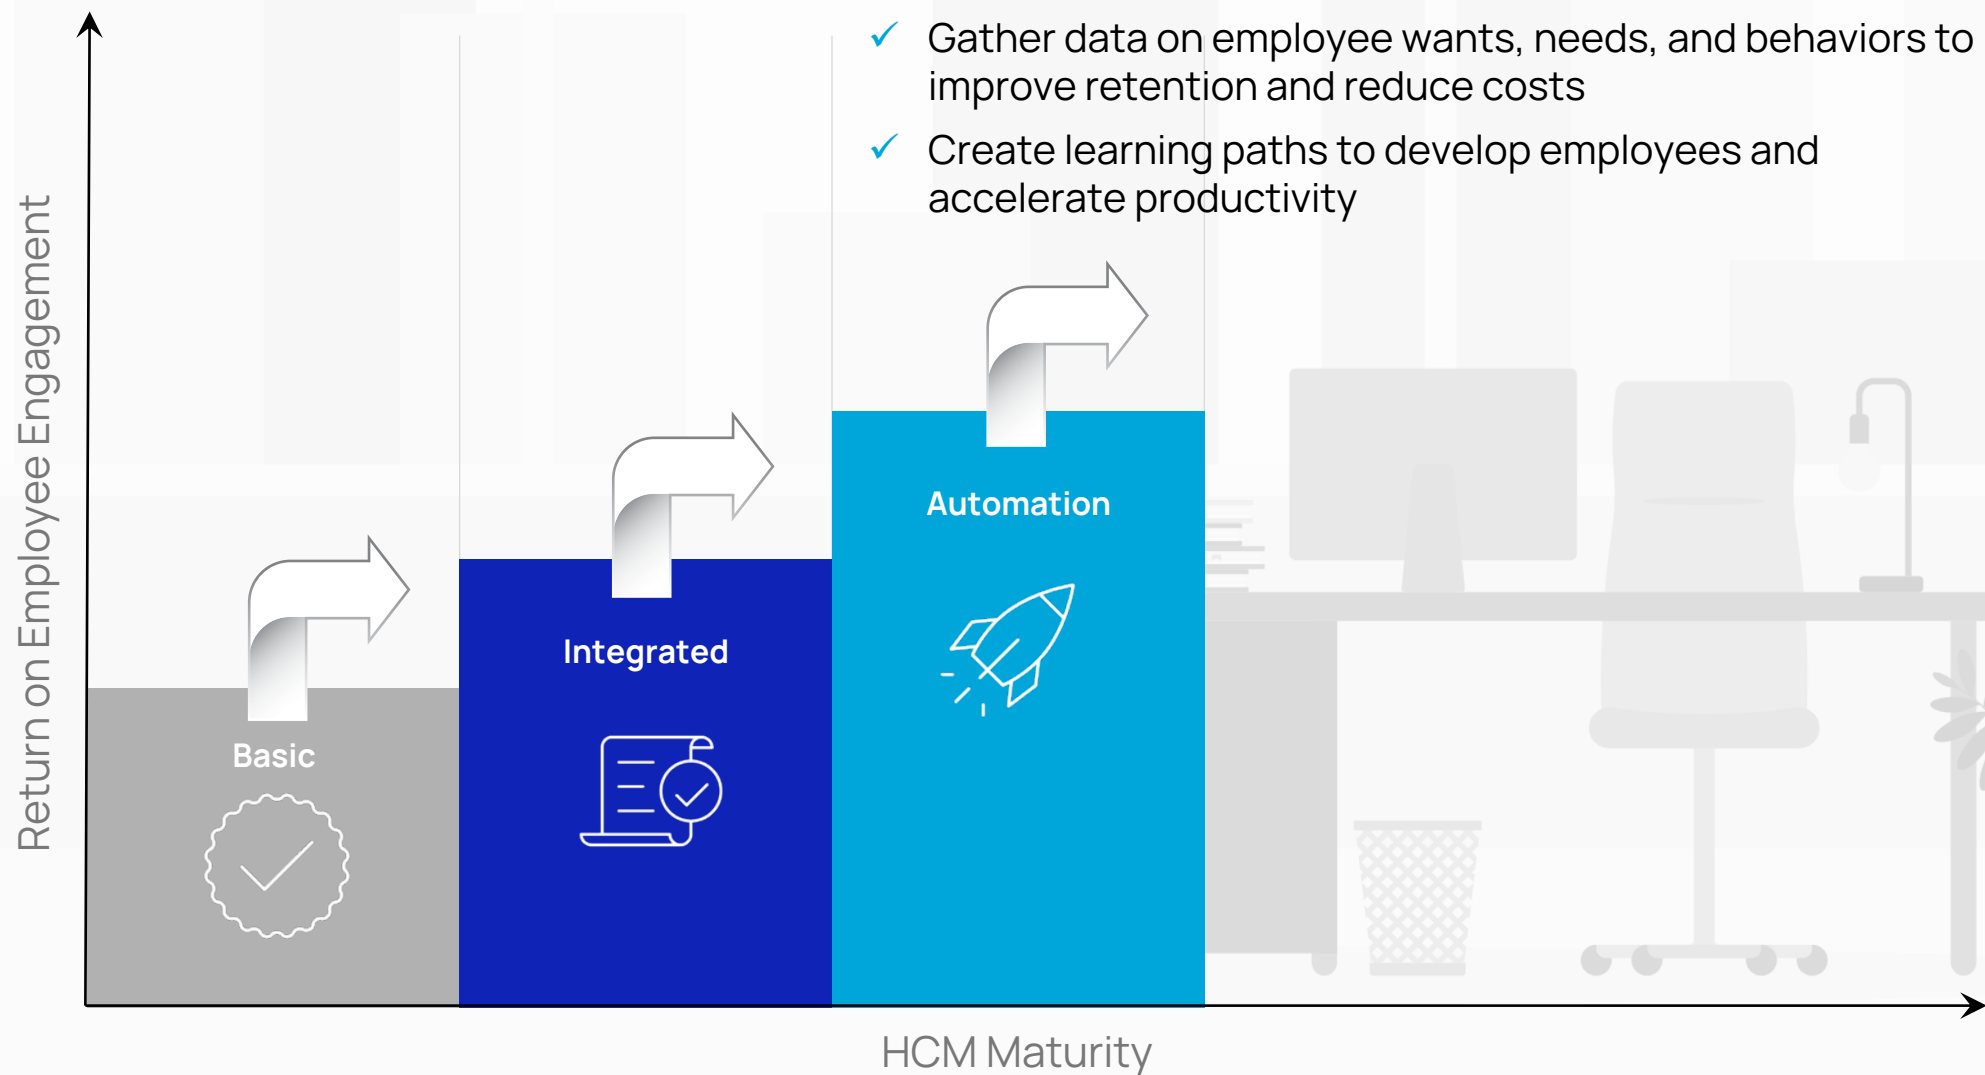 Gather data on employee wants, needs, and behaviors to
improve retention and reduce costs
Create learning paths to develop employees and
accelerate productivity
Return on Employee Engagement
Automation
Integrated
Basic
HCM Maturity